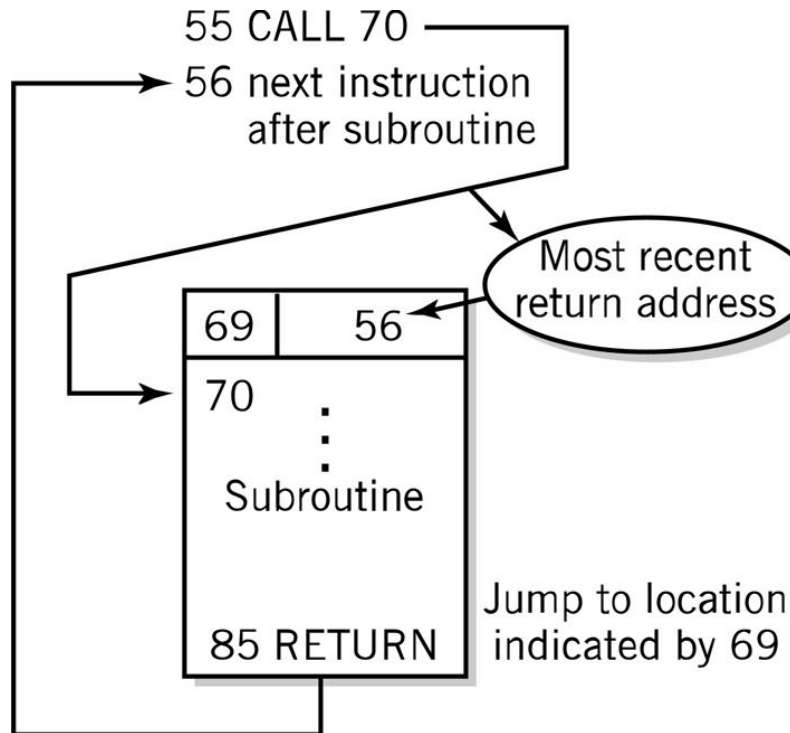 55 CALL 70
56 next instruction
after subroutine
Most recent
return address
69 56
70
Subroutine
85 RETURN
Jump to location
indicated by 69